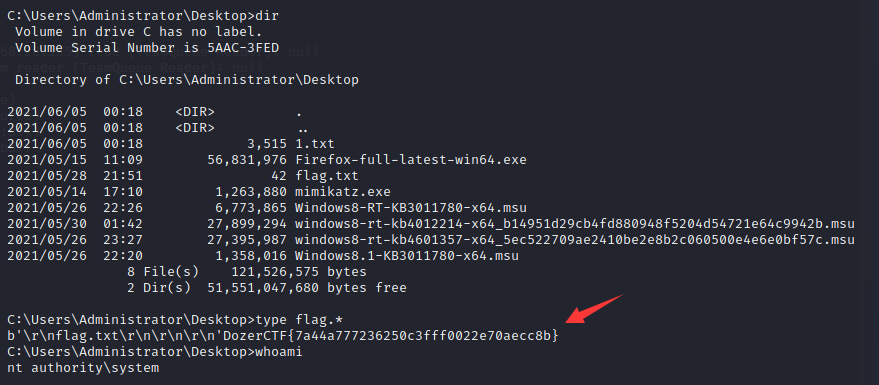 C:\Users\Administrator\Desktop>dir
 Volume in drive C has no label.
 Volume Serial Number is 5AAC-3FED

 Directory of C:\Users\Administrator\Desktop

2021/06/05  00:18    <DIR>          .
2021/06/05  00:18    <DIR>          ..
2021/06/05  00:18             3,515 1.txt
2021/05/15  11:09        56,831,976 Firefox-full-latest-win64.exe
2021/05/28  21:51                42 flag.txt
2021/05/14  17:10         1,263,880 mimikatz.exe
2021/05/26  22:26         6,773,865 Windows8-RT-KB3011780-x64.msu
2021/05/30  01:42        27,899,294 windows8-rt-kb4012214-x64_b14951d29cb4fd880948f5204d54721e64c9942b.msu
2021/05/26  23:27        27,395,987 windows8-rt-kb4601357-x64_5ec522709ae2410be2e8b2c060500e4e6e0bf57c.msu
2021/05/26  22:20         1,358,016 Windows8.1-KB3011780-x64.msu
               8 File(s)    121,526,575 bytes
               2 Dir(s)  51,551,047,680 bytes free

C:\Users\Administrator\Desktop>type flag.*
b'\r\nflag.txt\r\n\r\n\r\n'DozerCTF{7a44a777236250c3fff0022e70aecc8b}
C:\Users\Administrator\Desktop>whoami
nt authority\system